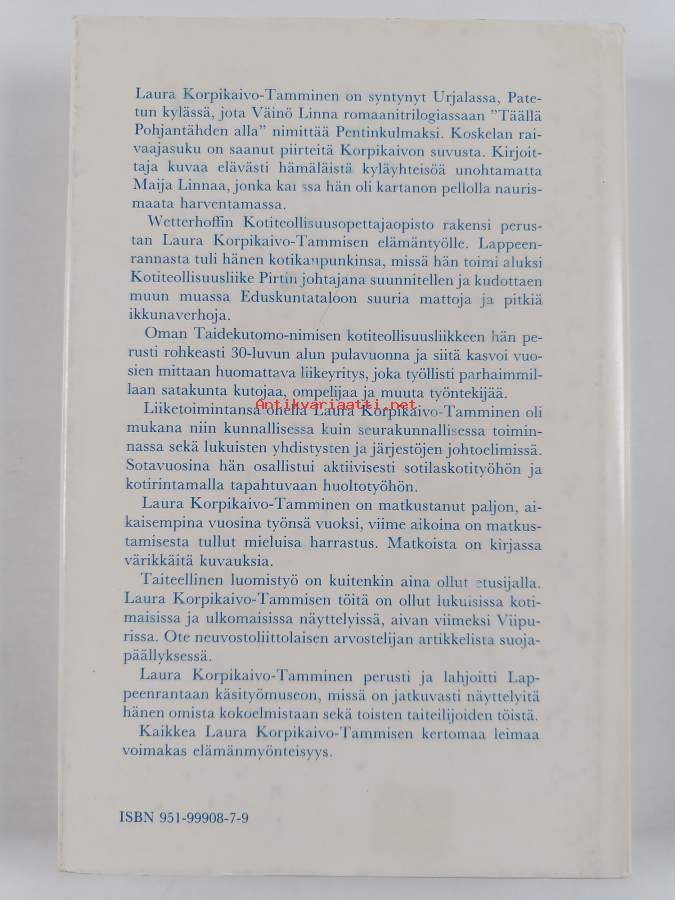 Laura Korpikaivo-Tamminen on syntynyt Urjalassa, Pate-
tun kylässä, jota Väinö Linna romaanitrilogiassaan ”Täällä
Pohjantähden alla” nimittää Pentinkulmaksi. Koskelan rai-
vaajasuku on saanut piirteitä Korpikaivon suvusta. Kirjoit-
taja kuvaa elävästi hämäläistä kyläyhteisöä unohtamatta
Maija Linnaa, jonka kanssa hän oli kartanon pellolla nauris-
maata harventamassa.
Wetterhoffin Kotiteollisuusopettajaopisto rakensi perus-
tan Laura Korpikaivo-Tammisen elämäntyölle. Lappeen-
rannasta tuli hänen kotikaupunkinsa, missä hän toimi aluksi
Kotiteollisuusliike Pirtin johtajana suunnitellen ja kudottaen
muun muassa Eduskuntataloon suuria mattoja ja pitkiä
ikkunaverhoja.
Oman Taidekutomo-nimisen kotiteollisuusliikkeen hän pe-
rusti rohkeasti 30-luvun alun pulavuonna ja siitä kasvoi vuo-
sien mittaan huomattava liikeyritys, joka työllisti parhaimmil-
laan satakunta kutojaa, ompelijaa ja muuta työntekijää.
Antikvariaatti.net
Liiketoimintansa ohella Laura Korpikaivo-Tamminen oli
mukana niin kunnallisessa kuin seurakunnallisessa toimin-
nassa sekä lukuisten yhdistysten ja järjestöjen johtoelimissä.
Sotavuosina hän osallistui aktiivisesti sotilaskotityöhön ja
kotirintamalla tapahtuvaan huoltotyöhön.
Laura Korpikaivo-Tamminen on matkustanut paljon, ai-
kaisempina vuosina työnsä vuoksi, viime aikoina on matkus-
tamisesta tullut mieluisa harrastus. Matkoista on kirjassa
värikkäitä kuvauksia.
Taiteellinen luomistyö on kuitenkin aina ollut etusijalla.
Laura Korpikaivo-Tammisen töitä on ollut lukuisissa koti-
maisissa ja ulkomaisissa näyttelyissä, aivan viimeksi Viipu-
rissa. Ote neuvostoliittolaisen arvostelijan artikkelista suoja-
päällyksessä.
Laura Korpikaivo-Tamminen perusti ja lahjoitti Lap-
peenrantaan käsityömuseon, missä on jatkuvasti näyttelyitä
hänen omista kokoelmistaan sekä toisten taiteilijoiden töistä.
Kaikkea Laura Korpikaivo-Tammisen kertomaa leimaa
voimakas elämänmyönteisyys.
ISBN 951-99908-7-9